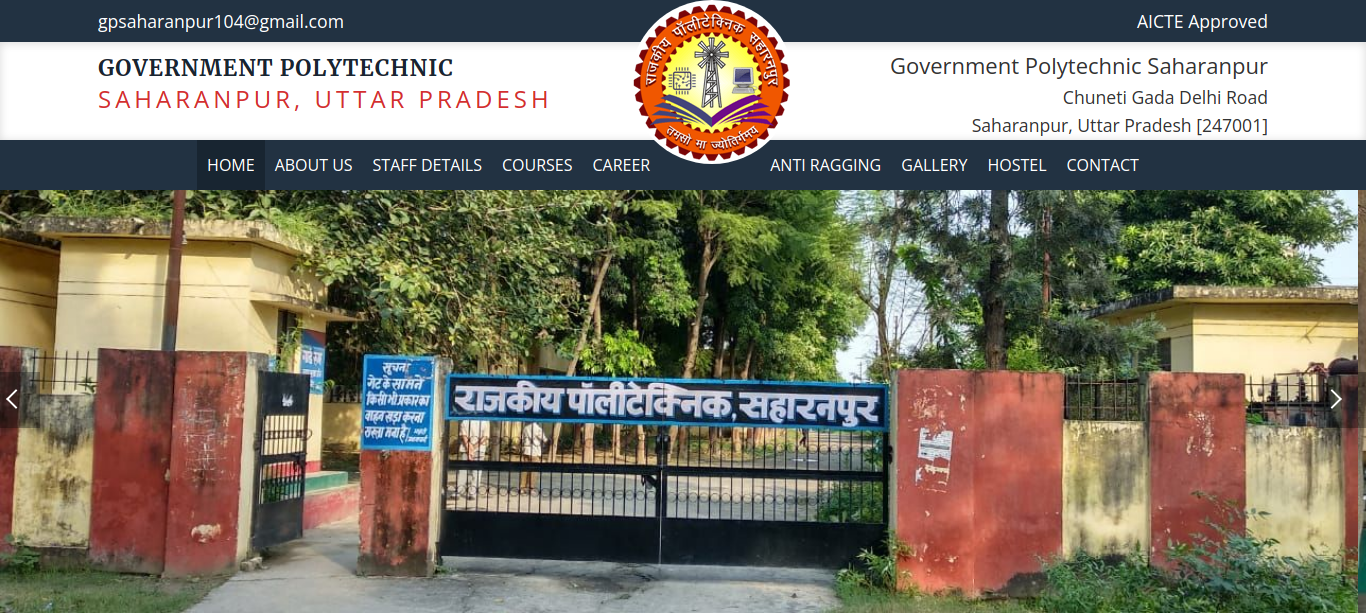 gpsaharanpur104@gmail.com
AICTE Approved
GOVERNMENT POLYTECHNIC
SAHARANPUR, UTTAR PRADESH
राजकीय पॉलीटेक्निक सहारनपुर
तमसो मा ज्योतिर्गमय
Government Polytechnic Saharanpur
Chuneti Gada Delhi Road
Saharanpur, Uttar Pradesh [247001]
HOME ABOUT US STAFF DETAILS COURSES CAREER ANTI RAGGING GALLERY HOSTEL CONTACT
सूचना
गेट के सामने
किसी भी प्रकार का
वाहन खड़ा करना
सख्त मना है।
राजकीय पॉलीटेक्निक, सहारनपुर